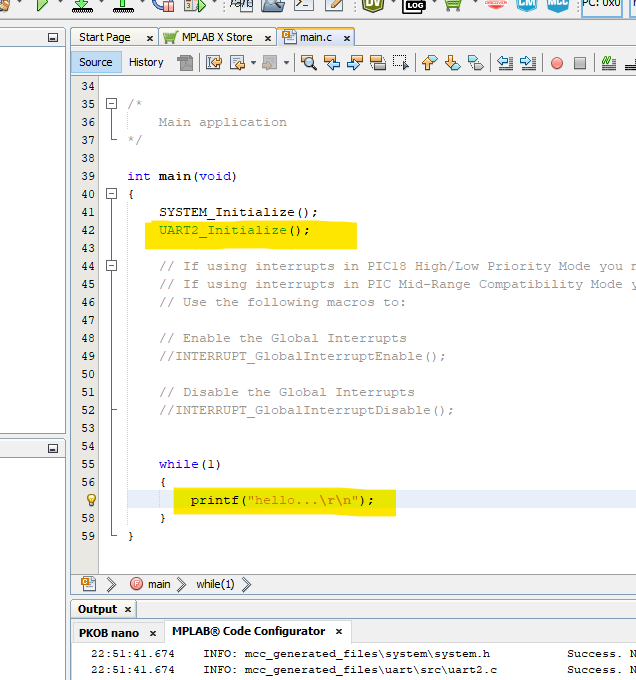 DV
LOG
DISCOVER
CM
MCC
PC: 0x0
Start Page
MPLAB X Store
main.c
Source
History
34
35 /*
36 Main application
37 */
38
39 int main(void)
40 {
41 SYSTEM_Initialize();
42 UART2_Initialize();
43
44 // If using interrupts in PIC18 High/Low Priority Mode you n
45 // If using interrupts in PIC Mid-Range Compatibility Mode y
46 // Use the following macros to:
47
48 // Enable the Global Interrupts
49 //INTERRUPT_GlobalInterruptEnable();
50
51 // Disable the Global Interrupts
52 //INTERRUPT_GlobalInterruptDisable();
53
54
55 while(1)
56 {
printf("hello...\r\n");
58 }
59 }
main
while(1)
Output
PKOB nano
MPLAB® Code Configurator
22:51:41.674 INFO: mcc_generated_files\system\system.h Success. N
22:51:41.674 INFO: mcc_generated_files\uart\src\uart2.c Success. N